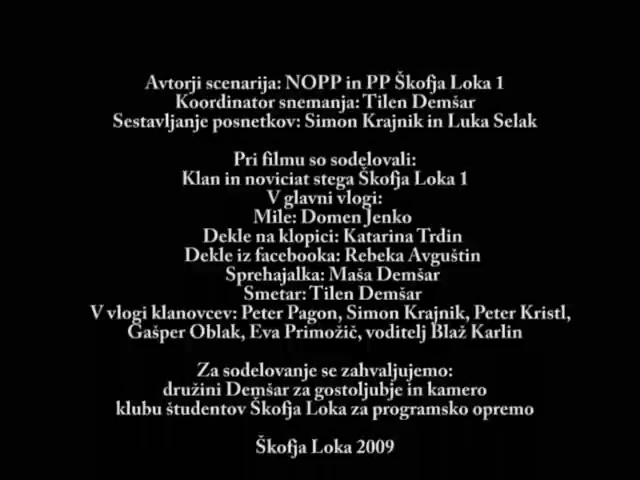 Avtorji scenarija: NOPP in PP Škofja Loka 1
Koordinator snemanja: Tilen Demšar
Sestavljanje posnetkov: Simon Krajnik in Luka Selak
Pri filmu so sodelovali:
Klan in noviciat stega Škofja Loka 1
V glavni vlogi:
Mile: Domen Jenko
Dekle na klopici: Katarina Trdin
Dekle iz facebooka: Rebeka Avguštin
Sprehajalka: Maša Demšar
Smetar: Tilen Demšar
V vlogi klanovcev: Peter Pagon, Simon Krajnik, Peter Kristl,
Gašper Oblak, Eva Primožič, voditelj Blaž Karlin
Za sodelovanje se zahvaljujemo:
družini Demšar za gostoljubje in kamero
klubu študentov Škofja Loka za programsko opremo
Škofja Loka 2009